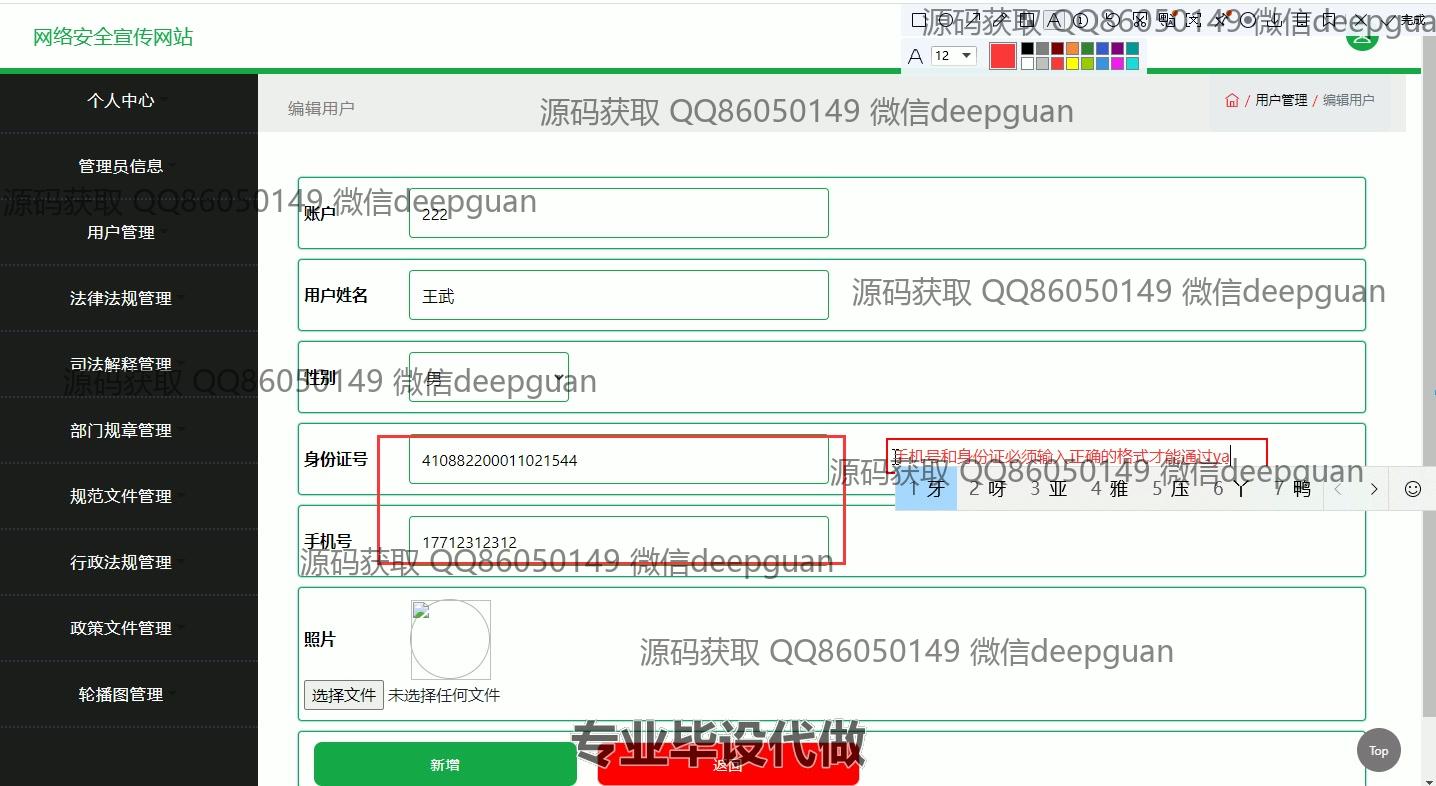 网络安全宣传网站
源码获取 QQ86050149 微信deepguan
完成
A 12
个人中心
管理员信息
用户管理
法律法规管理
司法解释管理
部门规章管理
规范文件管理
行政法规管理
政策文件管理
轮播图管理
编辑用户
源码获取 QQ86050149 微信deepguan
/ 用户管理 / 编辑用户
源码获取 QQ86050149 微信deepguan
账户 222
用户姓名 王武
源码获取 QQ86050149 微信deepguan
性别 男
源码获取 QQ86050149 微信deepguan
身份证号 410882200011021544
手机号和身份证必须输入正确的格式才能通过ya
源码获取 QQ86050149 微信deepguan
1 牙 2 呀 3 亚 4 雅 5 压 6 丫 7 鸭
手机号 17712312312
源码获取 QQ86050149 微信deepguan
照片
源码获取 QQ86050149 微信deepguan
选择文件 未选择任何文件
专业毕设代做
新增 返回
Top